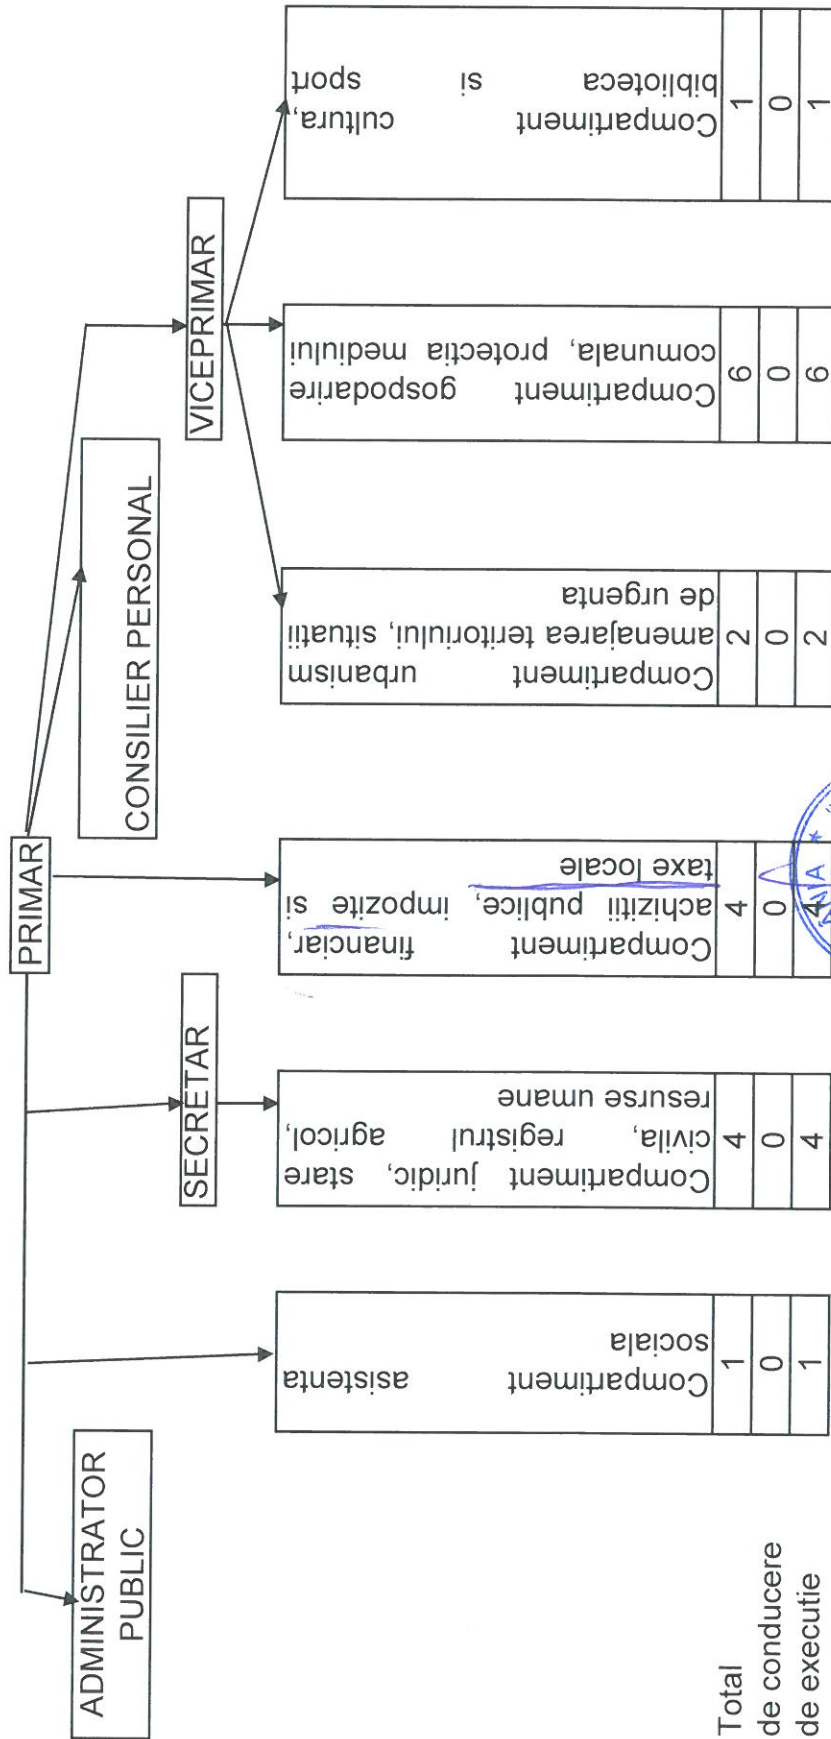 PRIMAR
ADMINISTRATOR
PUBLIC
CONSILIER PERSONAL
SECRETAR
VICEPRIMAR
Compartiment asistenta
sociala
Compartiment juridic, stare
civila, registrul agricol,
resurse umane
Compartiment financiar,
achizitii publice, impozite si
taxe locale
Compartiment urbanism
amenajarea teritoriului, situatii
de urgenta
Compartiment gospodarire
comunala, protectia mediului
Compartiment cultura,
biblioteca si sport
Total 1 4 4 2 6 1
de conducere 0 0 0 0 0 0
de executie 1 4 4 2 6 1